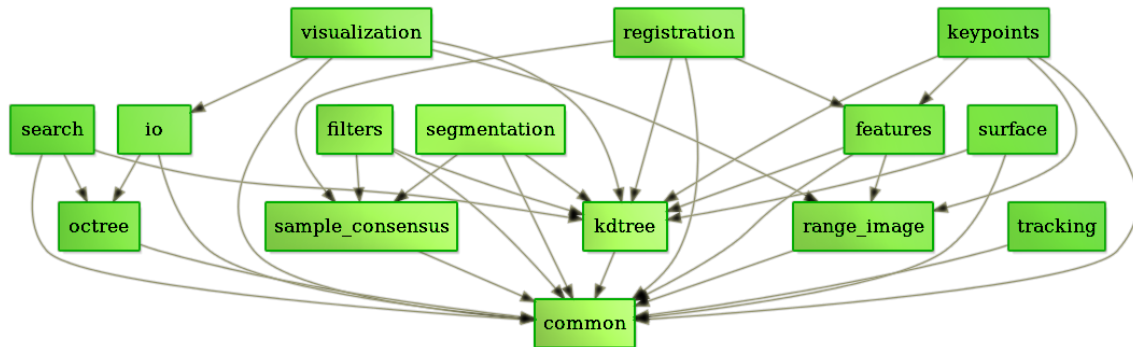 visualization
registration
keypoints
search
io
filters
segmentation
features
surface
octree
sample_consensus
kdtree
range_image
tracking
common